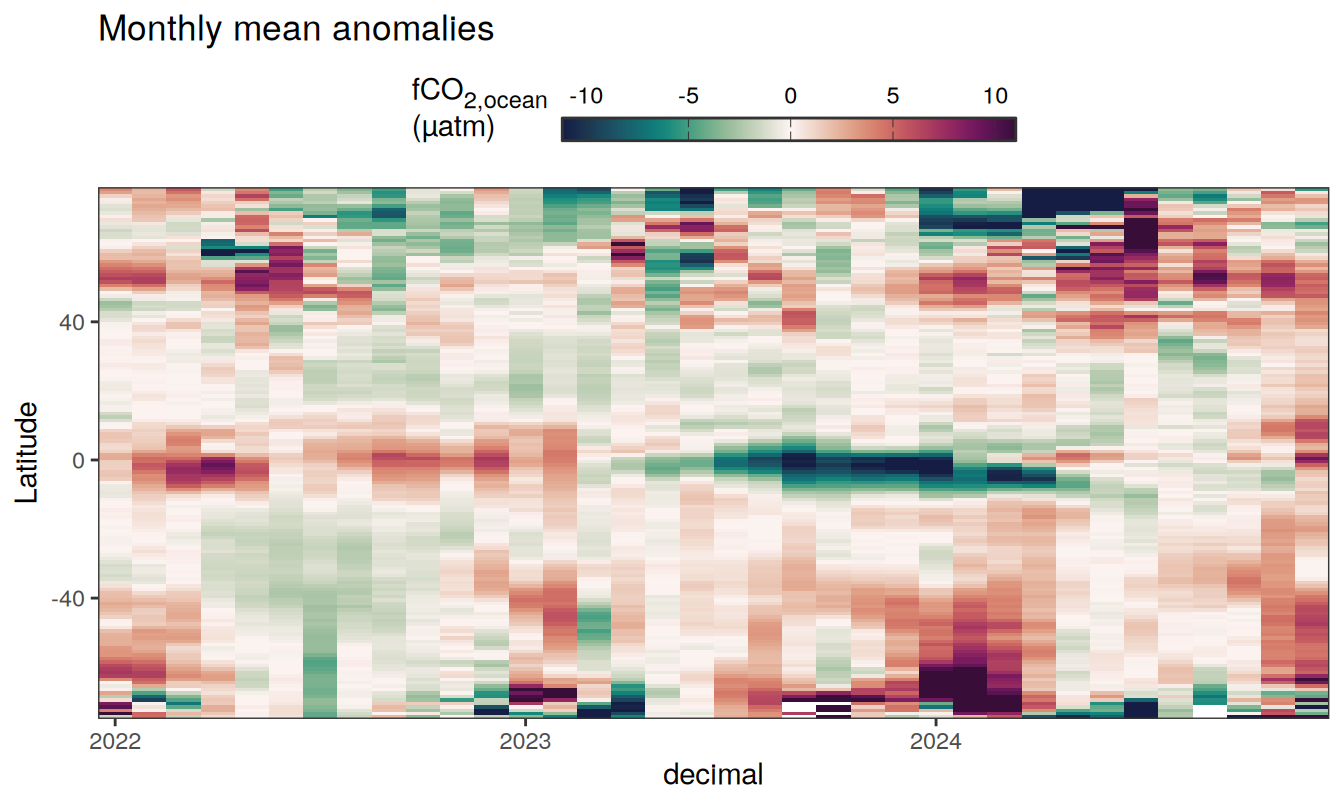 Monthly mean anomalies
fCO2,ocean
(µatm)
-10 -5 0 5 10
Latitude
40
0
-40
2022 2023 2024
decimal